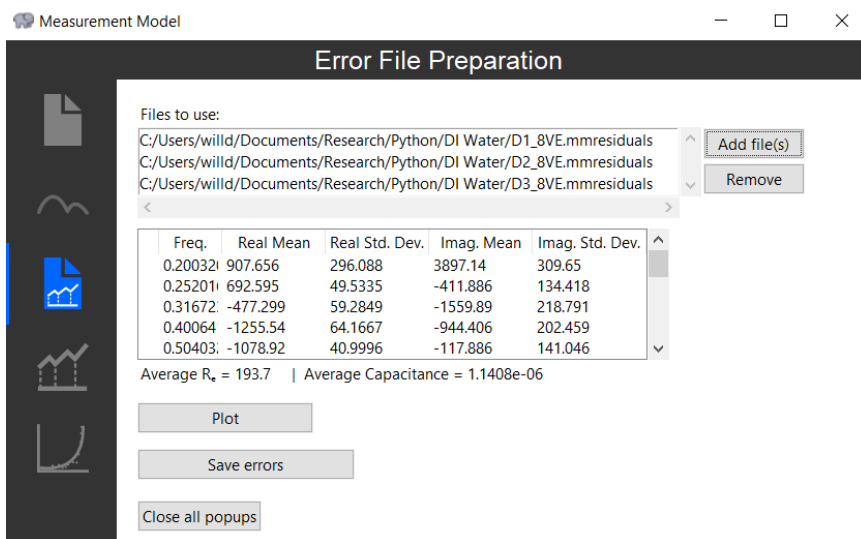 Measurement Model
Error File Preparation
Files to use:
C:/Users/willd/Documents/Research/Python/DI Water/D1_8VE.mmresiduals
C:/Users/willd/Documents/Research/Python/DI Water/D2_8VE.mmresiduals
C:/Users/willd/Documents/Research/Python/DI Water/D3_8VE.mmresiduals
Add file(s)
Remove
Freq. Real Mean Real Std. Dev. Imag. Mean Imag. Std. Dev.
0.20032 907.656 296.088 3897.14 309.65
0.25201 692.595 49.5335 -411.886 134.418
0.31672 -477.299 59.2849 -1559.89 218.791
0.40064 -1255.54 64.1667 -944.406 202.459
0.50403 -1078.92 40.9996 -117.886 141.046
Average Rₑ = 193.7 | Average Capacitance = 1.1408e-06
Plot
Save errors
Close all popups